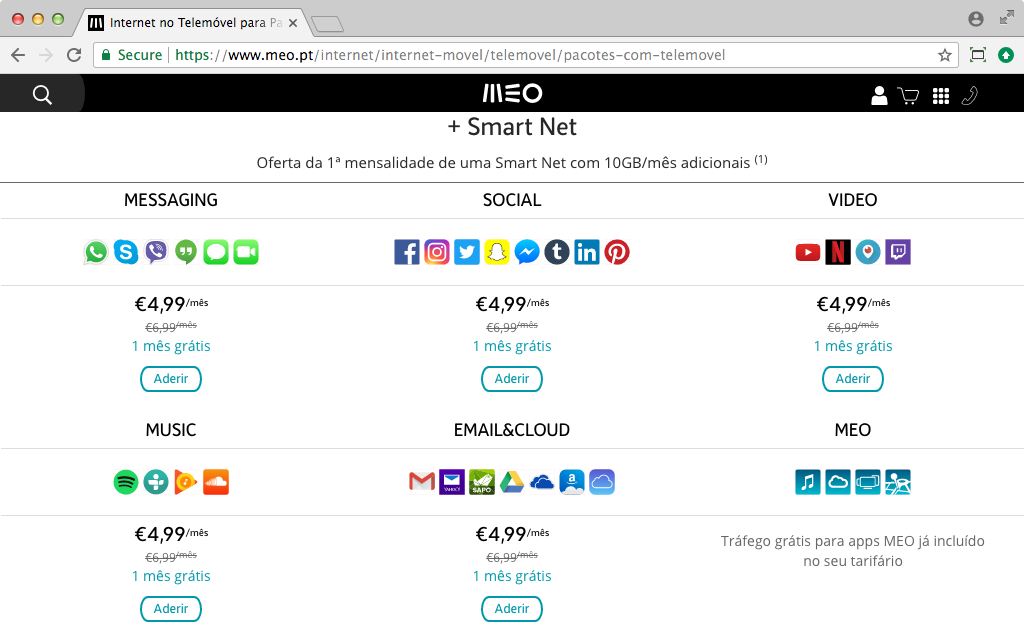 Internet no Telemóvel para Pa
Secure https://www.meo.pt/internet/internet-movel/telemovel/pacotes-com-telemovel
MEO
+ Smart Net
Oferta da 1ª mensalidade de uma Smart Net com 10GB/mês adicionais (1)
MESSAGING SOCIAL VIDEO
€4,99/mês €4,99/mês €4,99/mês
€6,99/mês €6,99/mês €6,99/mês
1 mês grátis 1 mês grátis 1 mês grátis
Aderir Aderir Aderir
MUSIC EMAIL&CLOUD MEO
YAHOO! SAPO
€4,99/mês €4,99/mês
€6,99/mês €6,99/mês
1 mês grátis 1 mês grátis
Tráfego grátis para apps MEO já incluído
no seu tarifário
Aderir Aderir